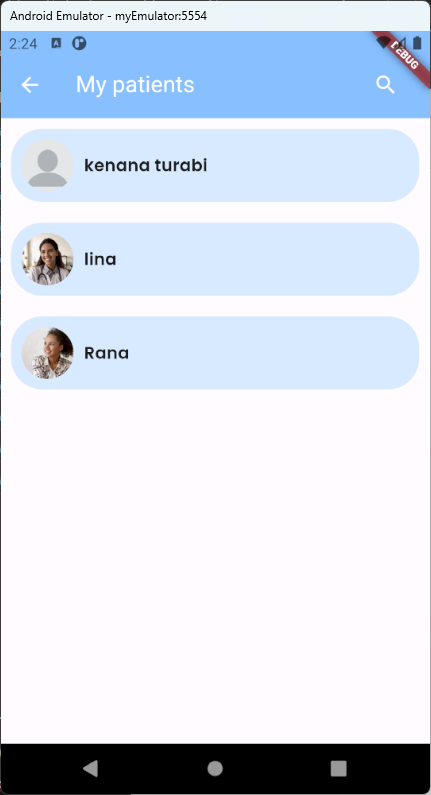 Android Emulator - myEmulator:5554
2:24
A
DEBUG
My patients
kenana turabi
lina
Rana